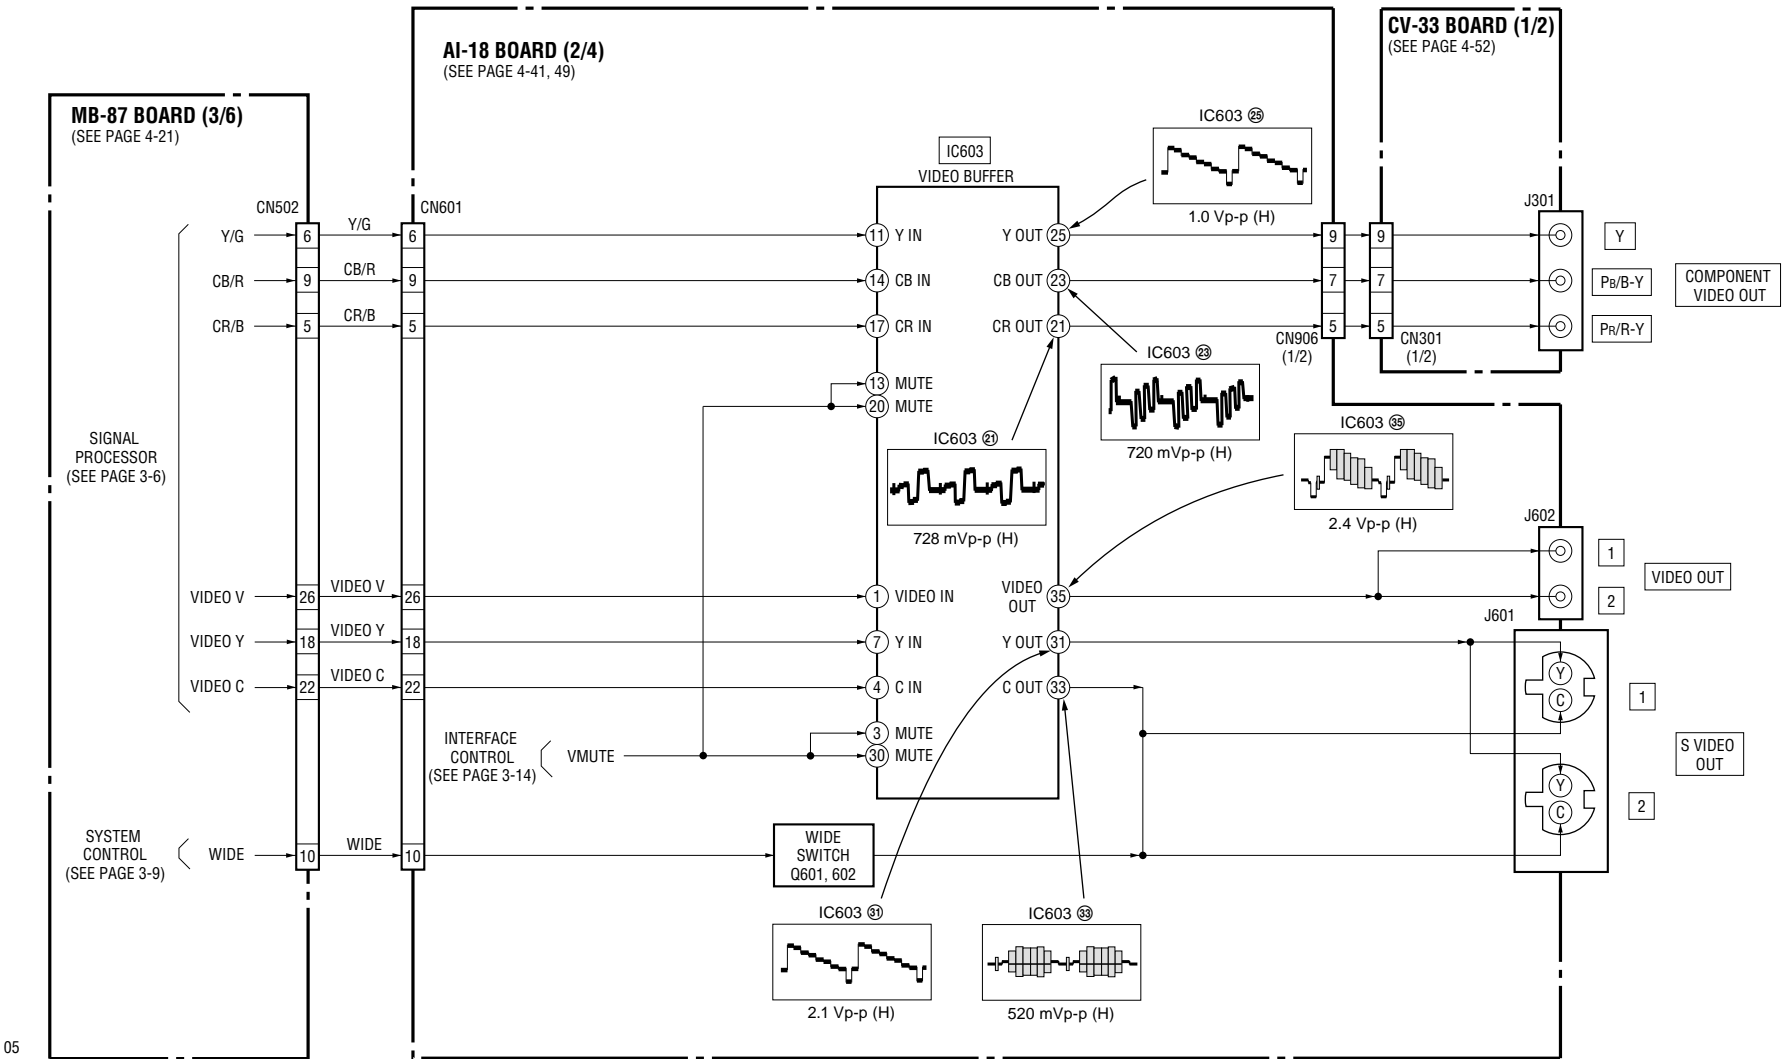 CV-33 BOARD (1/2)
(SEE PAGE 4-52)
AI-18 BOARD (2/4)
(SEE PAGE 4-41, 49)
MB-87 BOARD (3/6)
(SEE PAGE 4-21)
IC603 ㉕
1.0 Vp-p (H)
IC603
VIDEO BUFFER
CN502
CN601
J301
Y/G
6
Y/G
6
11
Y IN
Y OUT
25
9
9
Y
CB/R
9
CB/R
9
14
CB IN
CB OUT
23
7
7
PB/B-Y
COMPONENT
VIDEO OUT
CR/B
5
CR/B
5
17
CR IN
CR OUT
21
5
5
PR/R-Y
CN906
(1/2)
CN301
(1/2)
IC603 ㉓
720 mVp-p (H)
13
MUTE
20
MUTE
IC603 ㉑
728 mVp-p (H)
IC603 ㉟
2.4 Vp-p (H)
SIGNAL
PROCESSOR
(SEE PAGE 3-6)
J602
1
VIDEO OUT
2
VIDEO V
26
VIDEO V
26
1
VIDEO IN
VIDEO
OUT
35
J601
VIDEO Y
18
VIDEO Y
18
7
Y IN
Y OUT
31
VIDEO C
22
VIDEO C
22
4
C IN
C OUT
33
Y
C
1
S VIDEO
OUT
Y
C
2
INTERFACE
CONTROL
(SEE PAGE 3-14)
VMUTE
3
MUTE
30
MUTE
SYSTEM
CONTROL
(SEE PAGE 3-9)
WIDE
10
WIDE
10
WIDE
SWITCH
Q601, 602
IC603 ㉛
2.1 Vp-p (H)
IC603 ㉝
520 mVp-p (H)
05